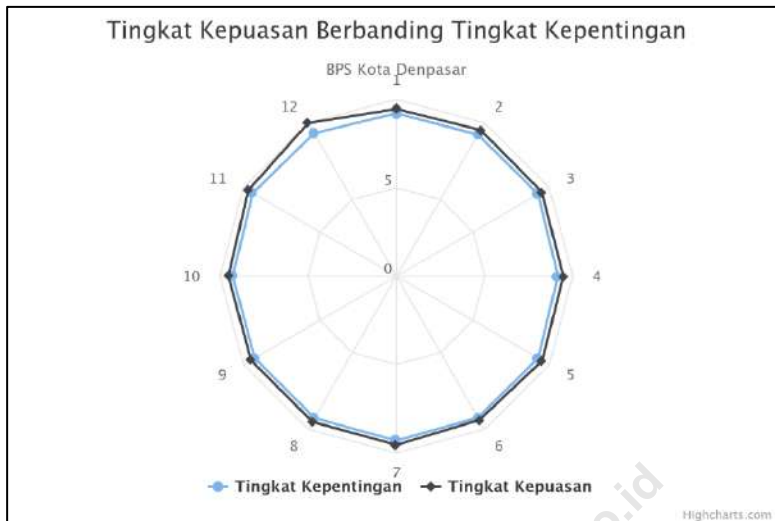 Tingkat Kepuasan Berbanding Tingkat Kepentingan
BPS Kota Denpasar
1
12
2
11
3
5
10
0
4
9
5
8
6
7
Tingkat Kepentingan
Tingkat Kepuasan
Highcharts.com